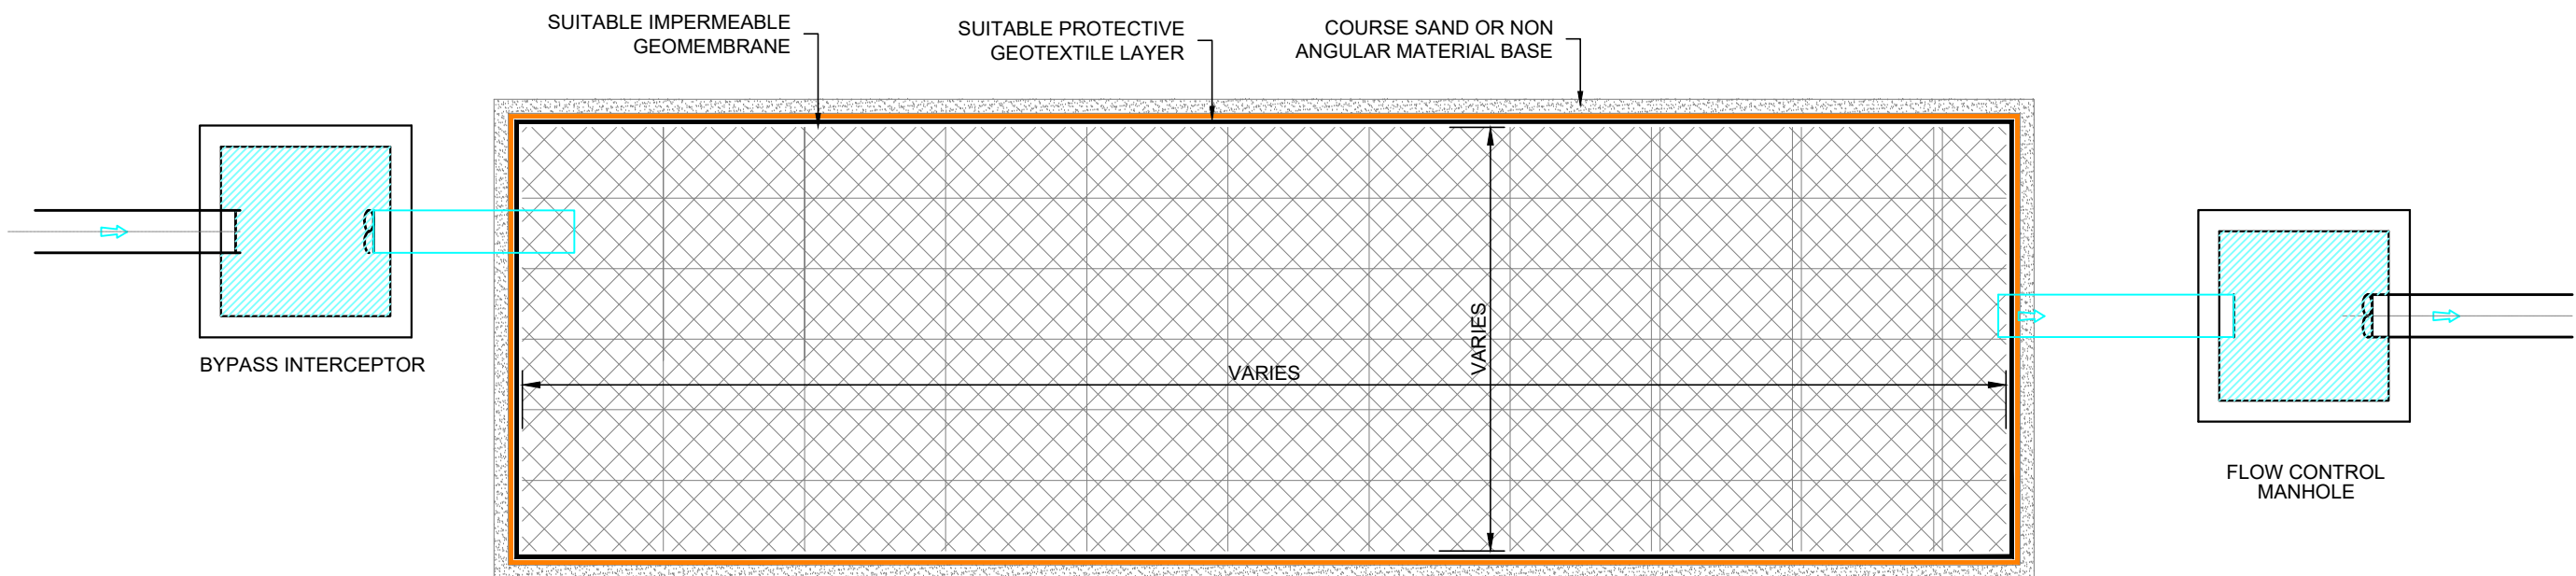 SUITABLE IMPERMEABLE
GEOMEMBRANE
SUITABLE PROTECTIVE
GEOTEXTILE LAYER
COURSE SAND OR NON
ANGULAR MATERIAL BASE
BYPASS INTERCEPTOR
VARIES
VARIES
FLOW CONTROL
MANHOLE